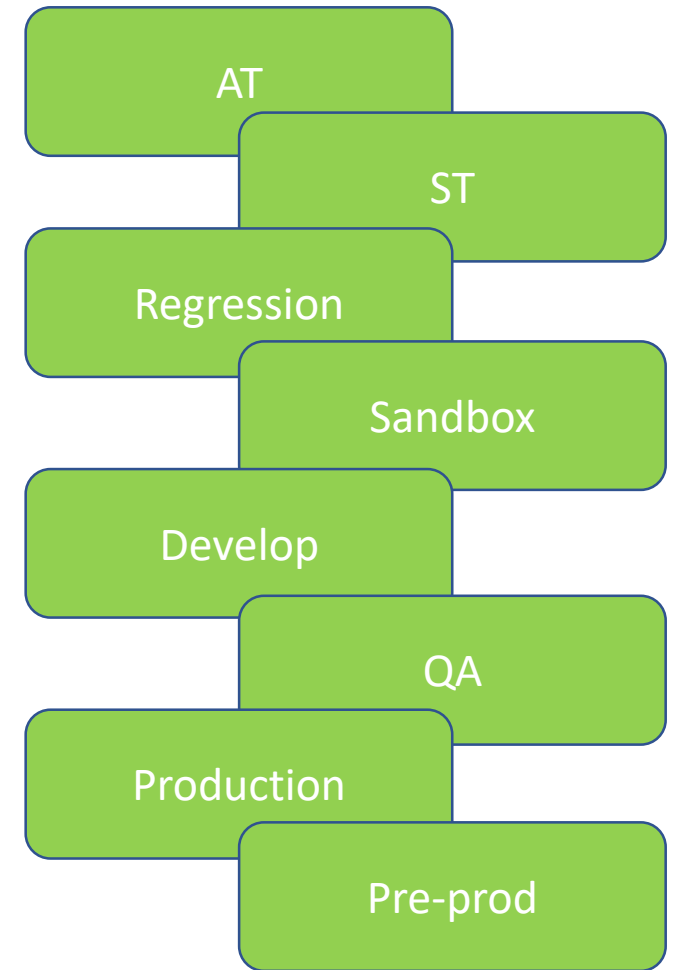 AT
ST
Regression
Sandbox
Develop
QA
Production
Pre-prod